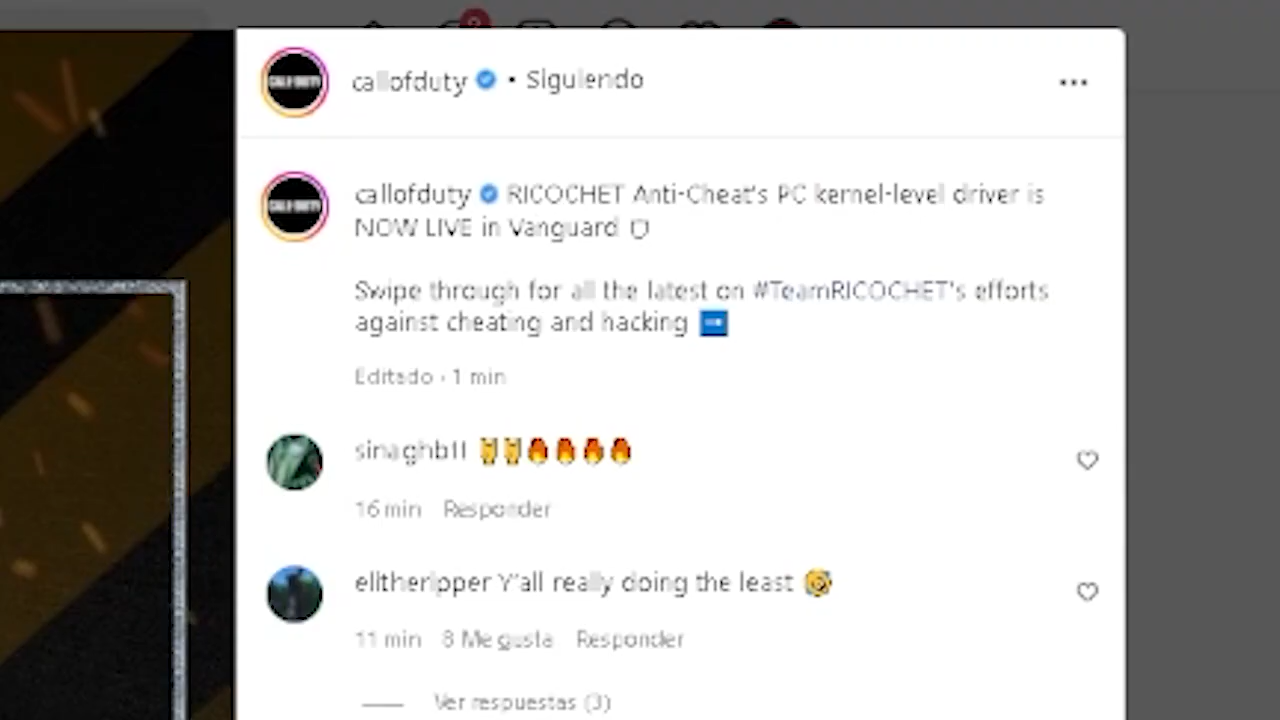 callofduty • Siguiendo
callofduty RICOCHET Anti-Cheat's PC kernel-level driver is
NOW LIVE in Vanguard
Swipe through for all the latest on #TeamRICOCHET's efforts
against cheating and hacking
Editado · 1 min
sinaghb11
16 min Responder
elitheripper Y'all really doing the least
11 min 8 Me gusta Responder
Ver respuestas (3)